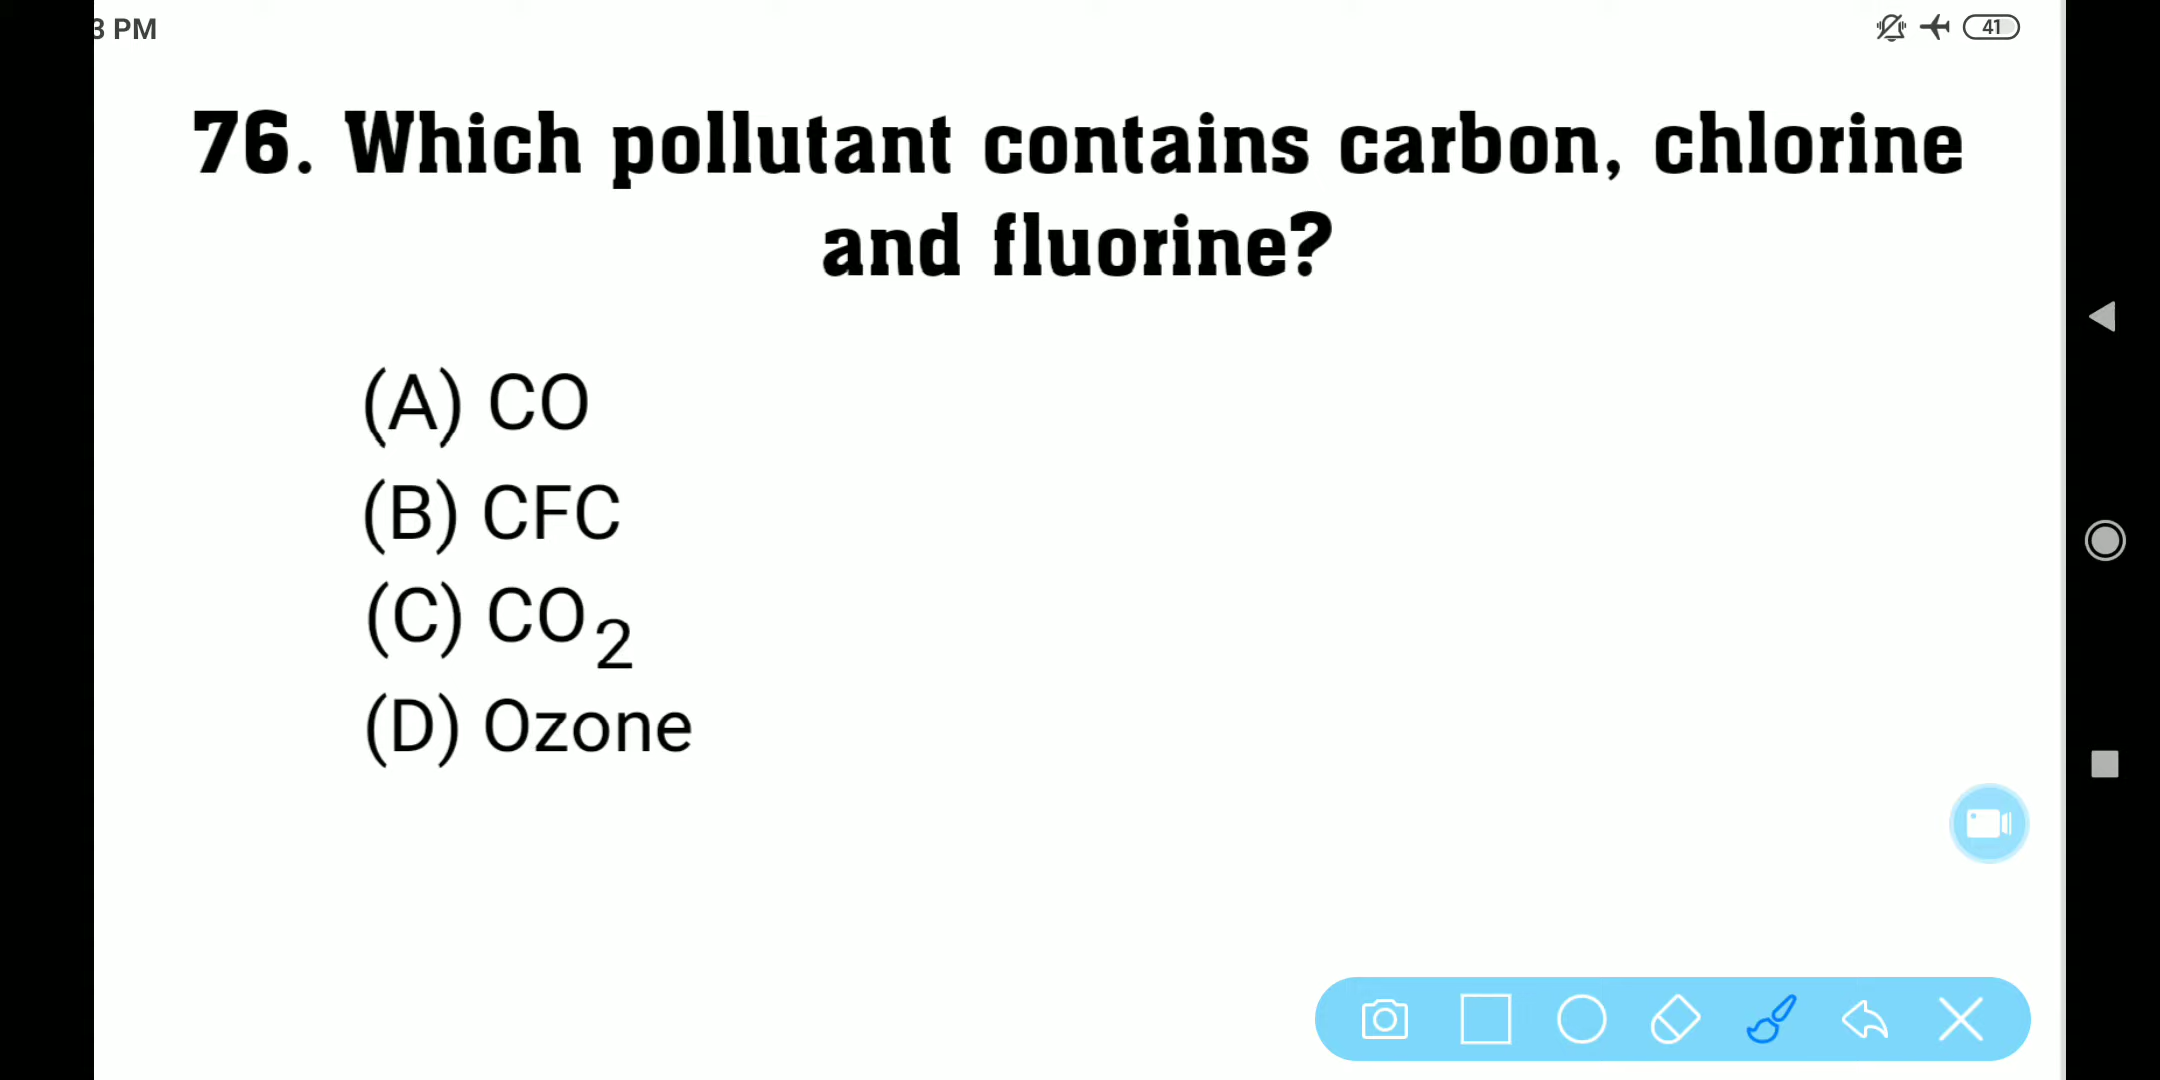 3 PM
41
76. Which pollutant contains carbon, chlorine
and fluorine?
(A) CO
(B) CFC
(C) CO₂
(D) Ozone